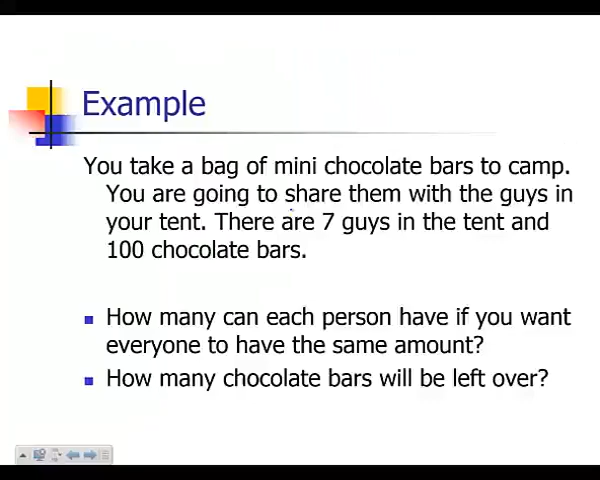 Example
You take a bag of mini chocolate bars to camp.
You are going to share them with the guys in
your tent. There are 7 guys in the tent and
100 chocolate bars.
How many can each person have if you want
everyone to have the same amount?
How many chocolate bars will be left over?